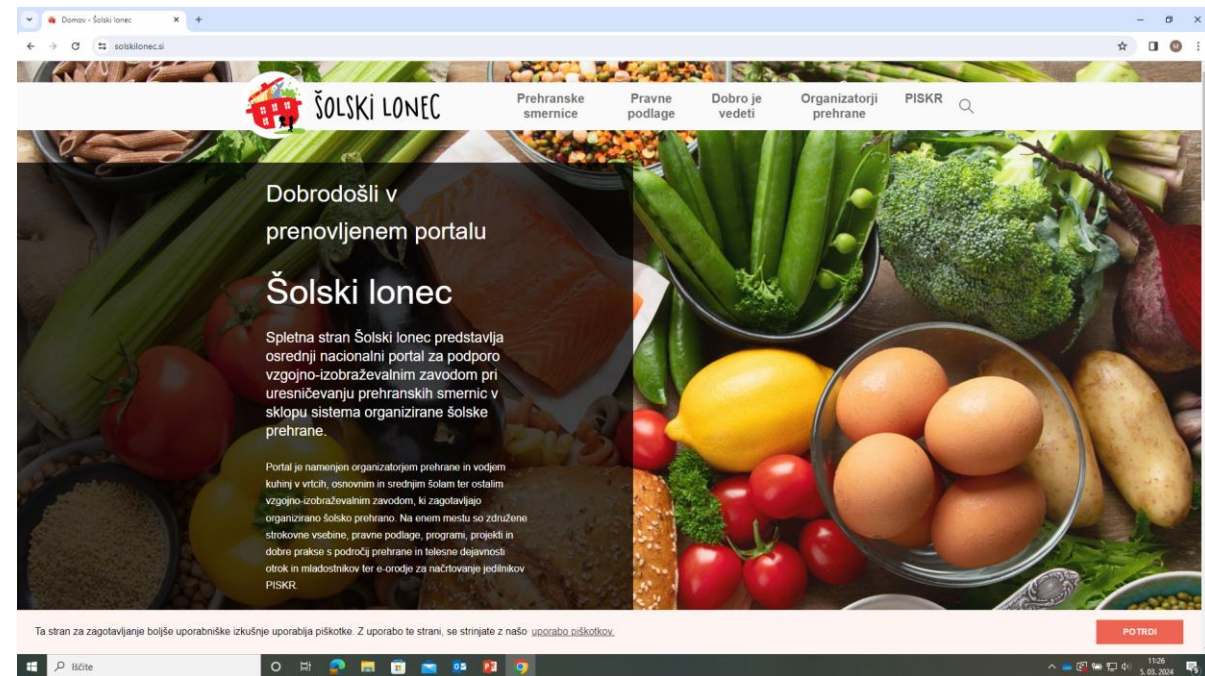 Domov - Šolski lonec
solskilonec.si
ŠOLSKI LONEC
Prehranske
smernice
Pravne
podlage
Dobro je
vedeti
Organizatorji
prehrane
PISKR
Dobrodošli v
prenovljenem portalu
Šolski lonec
Spletna stran Šolski lonec predstavlja
osrednji nacionalni portal za podporo
vzgojno-izobraževalnim zavodom pri
uresničevanju prehranskih smernic v
sklopu sistema organizirane šolske
prehrane.
Portal je namenjen organizatorjem prehrane in vodjem
kuhinj v vrtcih, osnovnim in srednjim šolam ter ostalim
vzgojno-izobraževalnim zavodom, ki zagotavljajo
organizirano šolsko prehrano. Na enem mestu so združene
strokovne vsebine, pravne podlage, programi, projekti in
dobre prakse s področij prehrane in telesne dejavnosti
otrok in mladostnikov ter e-orodje za načrtovanje jedilnikov
PISKR.
Ta stran za zagotavljanje boljše uporabniške izkušnje uporablja piškotke. Z uporabo te strani, se strinjate z našo uporabo piškotkov.
POTRDI
Iščite
11:26
5. 03. 2024